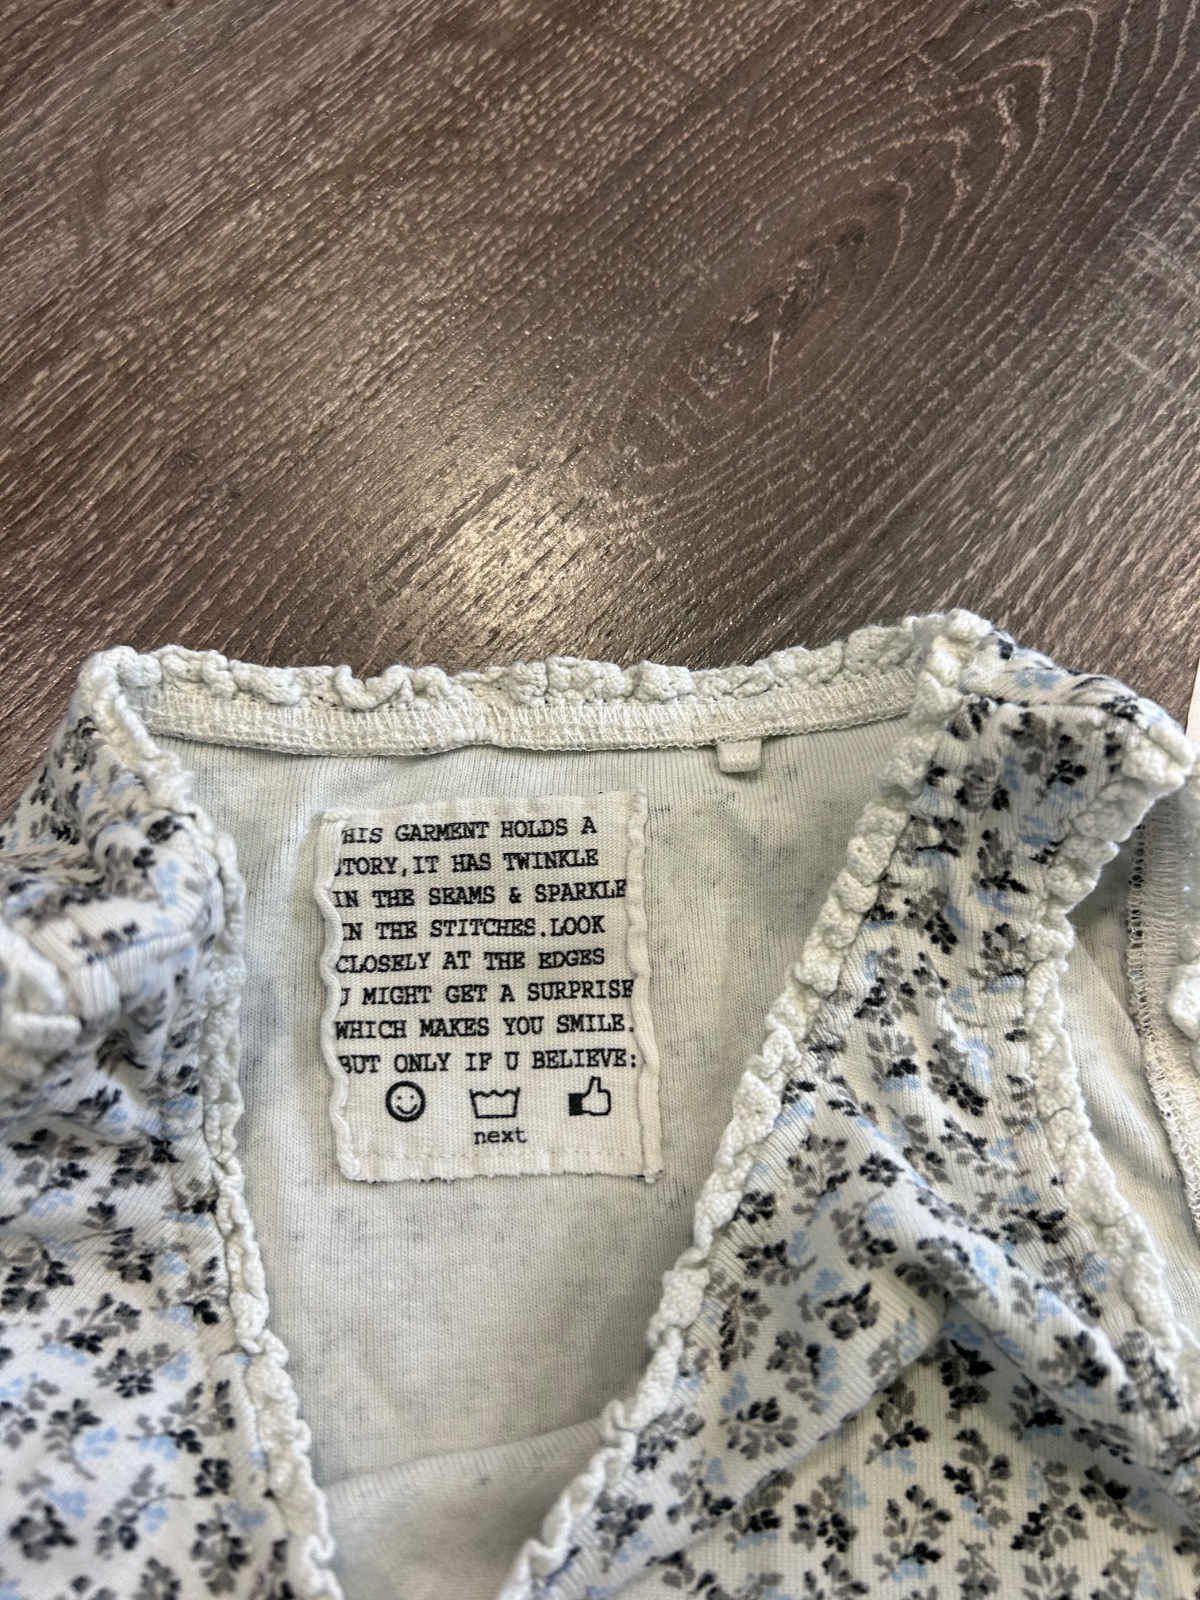 HIS GARMENT HOLDS A
TORY, IT HAS TWINKLE
IN THE SEAMS & SPARKLE
IN THE STITCHES. LOOK
CLOSELY AT THE EDGES
U MIGHT GET A SURPRISE
WHICH MAKES YOU SMILE.
BUT ONLY IF U BELIEVE:
next